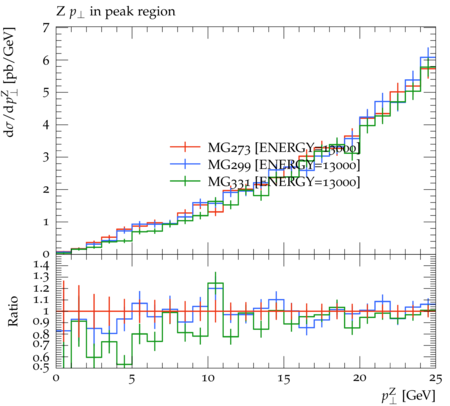 Z p⊥ in peak region
dσ/dp⊥^Z [pb/GeV]
7
6
5
4
3
2
1
0
MG273 [ENERGY=13000]
MG299 [ENERGY=13000]
MG331 [ENERGY=13000]
Ratio
1.4
1.3
1.2
1.1
1
0.9
0.8
0.7
0.6
0.5
0 5 10 15 20 25
p⊥^Z [GeV]